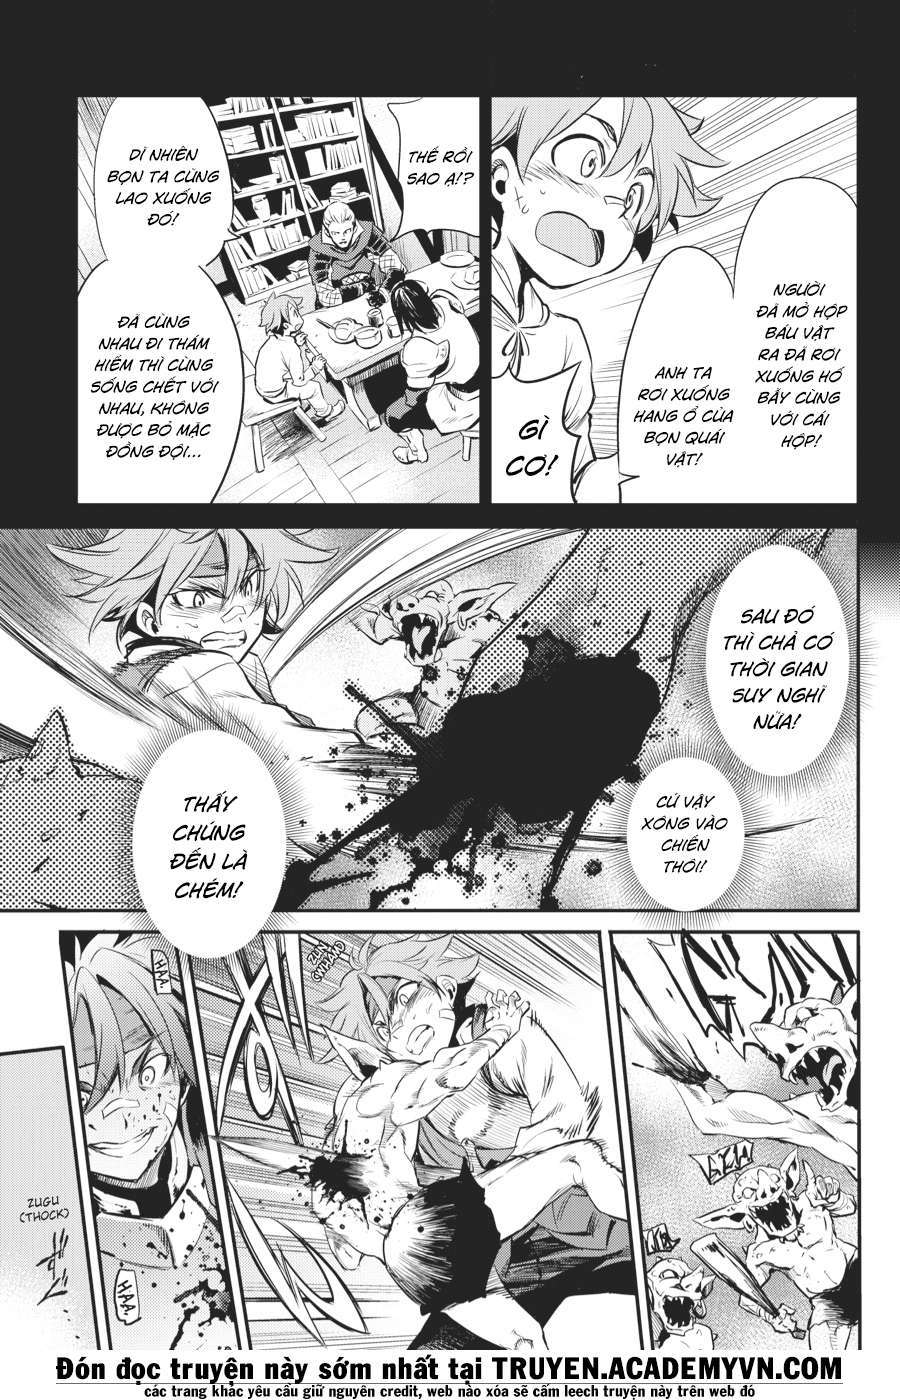 NGƯỜI
ĐÃ MỞ HỘP
BÁU VẬT
RA ĐÃ RƠI
XUỐNG HỐ
BẪY CÙNG
VỚI CÁI
HỘP!
ANH TA
RƠI XUỐNG
HANG Ổ CỦA
BỌN QUÁI
VẬT!
GÌ
CƠ!
THẾ RỒI
SAO Ạ!?
DĨ NHIÊN
BỌN TA CŨNG
LAO XUỐNG
ĐÓ!
ĐÃ CÙNG
NHAU ĐI THÁM
HIỂM THÌ CÙNG
SỐNG CHẾT VỚI
NHAU, KHÔNG
ĐƯỢC BỎ MẶC
ĐỒNG ĐỘI...
SAU ĐÓ
THÌ CHẢ CÓ
THỜI GIAN
SUY NGHĨ
NỮA!
CỨ VẬY
XÔNG VÀO
CHIẾN
THÔI!
THẤY
CHÚNG
ĐẾN LÀ
CHÉM!
ZUN
(WHAND)
HAA..
HAA..
ZUGU
(THOCK)
Đón đọc truyện này sớm nhất tại TRUYEN.ACADEMYVN.COM
các trang khác yêu cầu giữ nguyên credit, web nào xóa sẽ cấm leech truyện này trên web đó